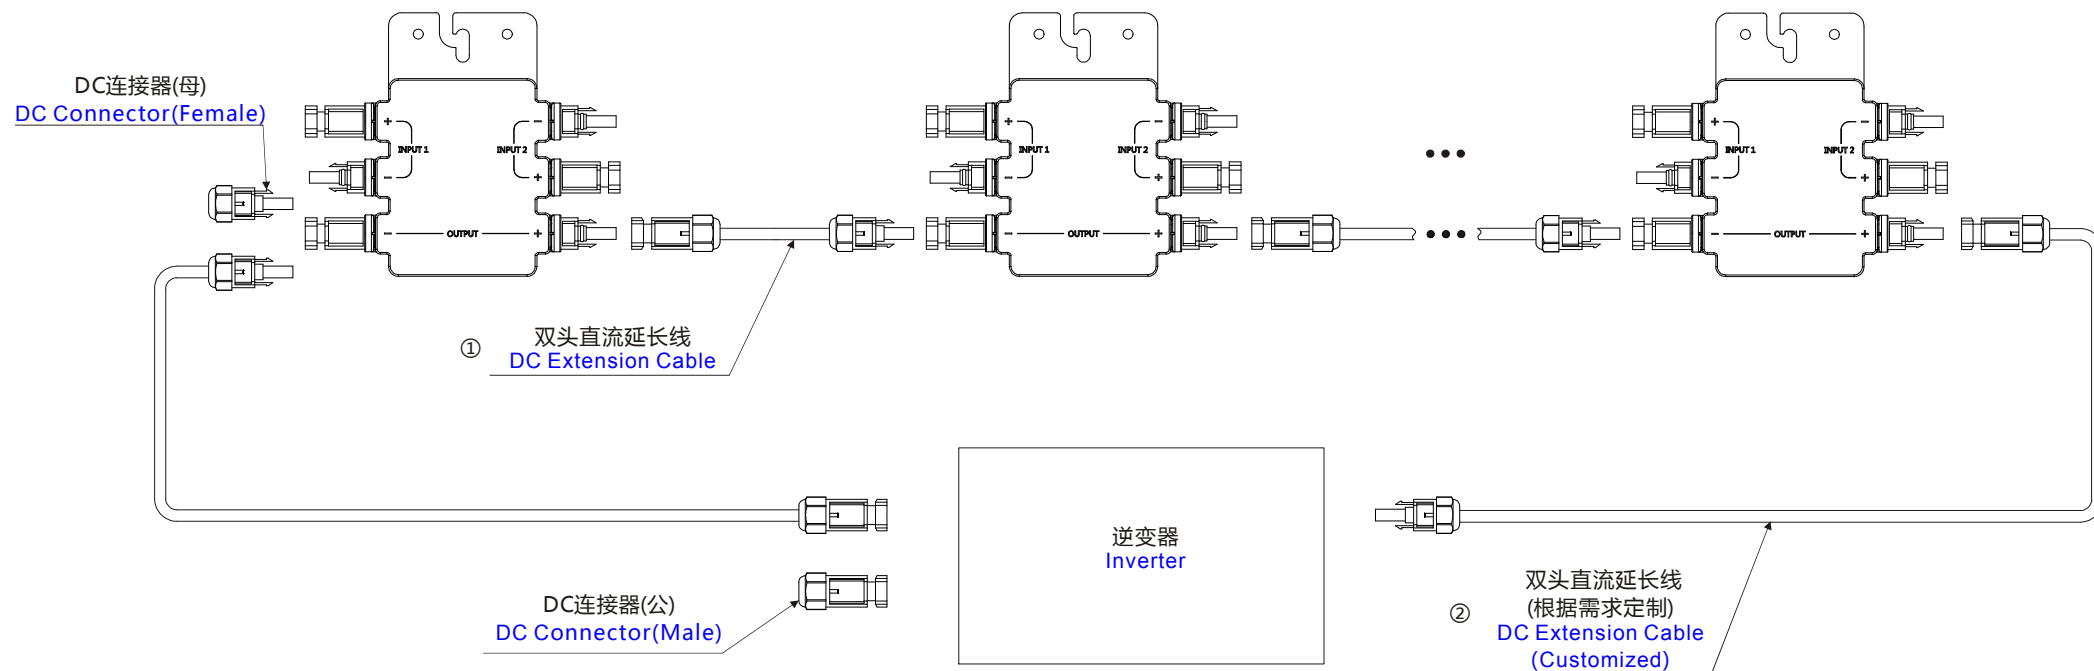 DC连接器(母)
DC Connector(Female)
+
INPUT 1
−
−
INPUT 2
+
− OUTPUT +
+
INPUT 1
−
−
INPUT 2
+
− OUTPUT +
+
INPUT 1
−
−
INPUT 2
+
− OUTPUT +
① 双头直流延长线
DC Extension Cable
逆变器
Inverter
DC连接器(公)
DC Connector(Male)
② 双头直流延长线
(根据需求定制)
DC Extension Cable
(Customized)